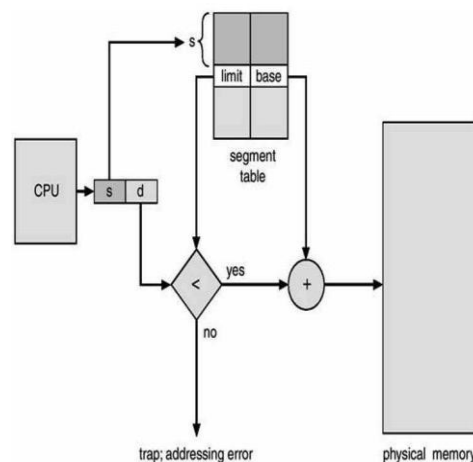 s
limit base
segment
table
CPU
s d
<
yes
+
no
trap; addressing error
physical memory